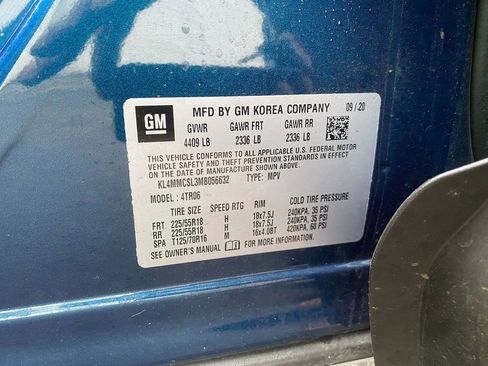 GM
MFD BY GM KOREA COMPANY 09/20
GVWR GAWR FRT GAWR RR
4409 LB 2336 LB 2336 LB
THIS VEHICLE CONFORMS TO ALL APPLICABLE U.S. FEDERAL MOTOR
VEHICLE SAFETY AND THEFT PREVENTION STANDARDS IN EFFECT ON
THE DATE OF MANUFACTURE SHOWN ABOVE.
KL4MMCSL3MB056632 TYPE: MPV
MODEL : 4TR06
TIRE SIZE SPEED RTG RIM COLD TIRE PRESSURE
FRT 225/55R18 H 18x7.5J 240KPA, 35 PSI
RR 225/55R18 H 18x7.5J 240KPA, 35 PSI
SPA T125/70R16 M 16x4.0BT 420KPA, 60 PSI
SEE OWNER'S MANUAL FOR MORE INFORMATION